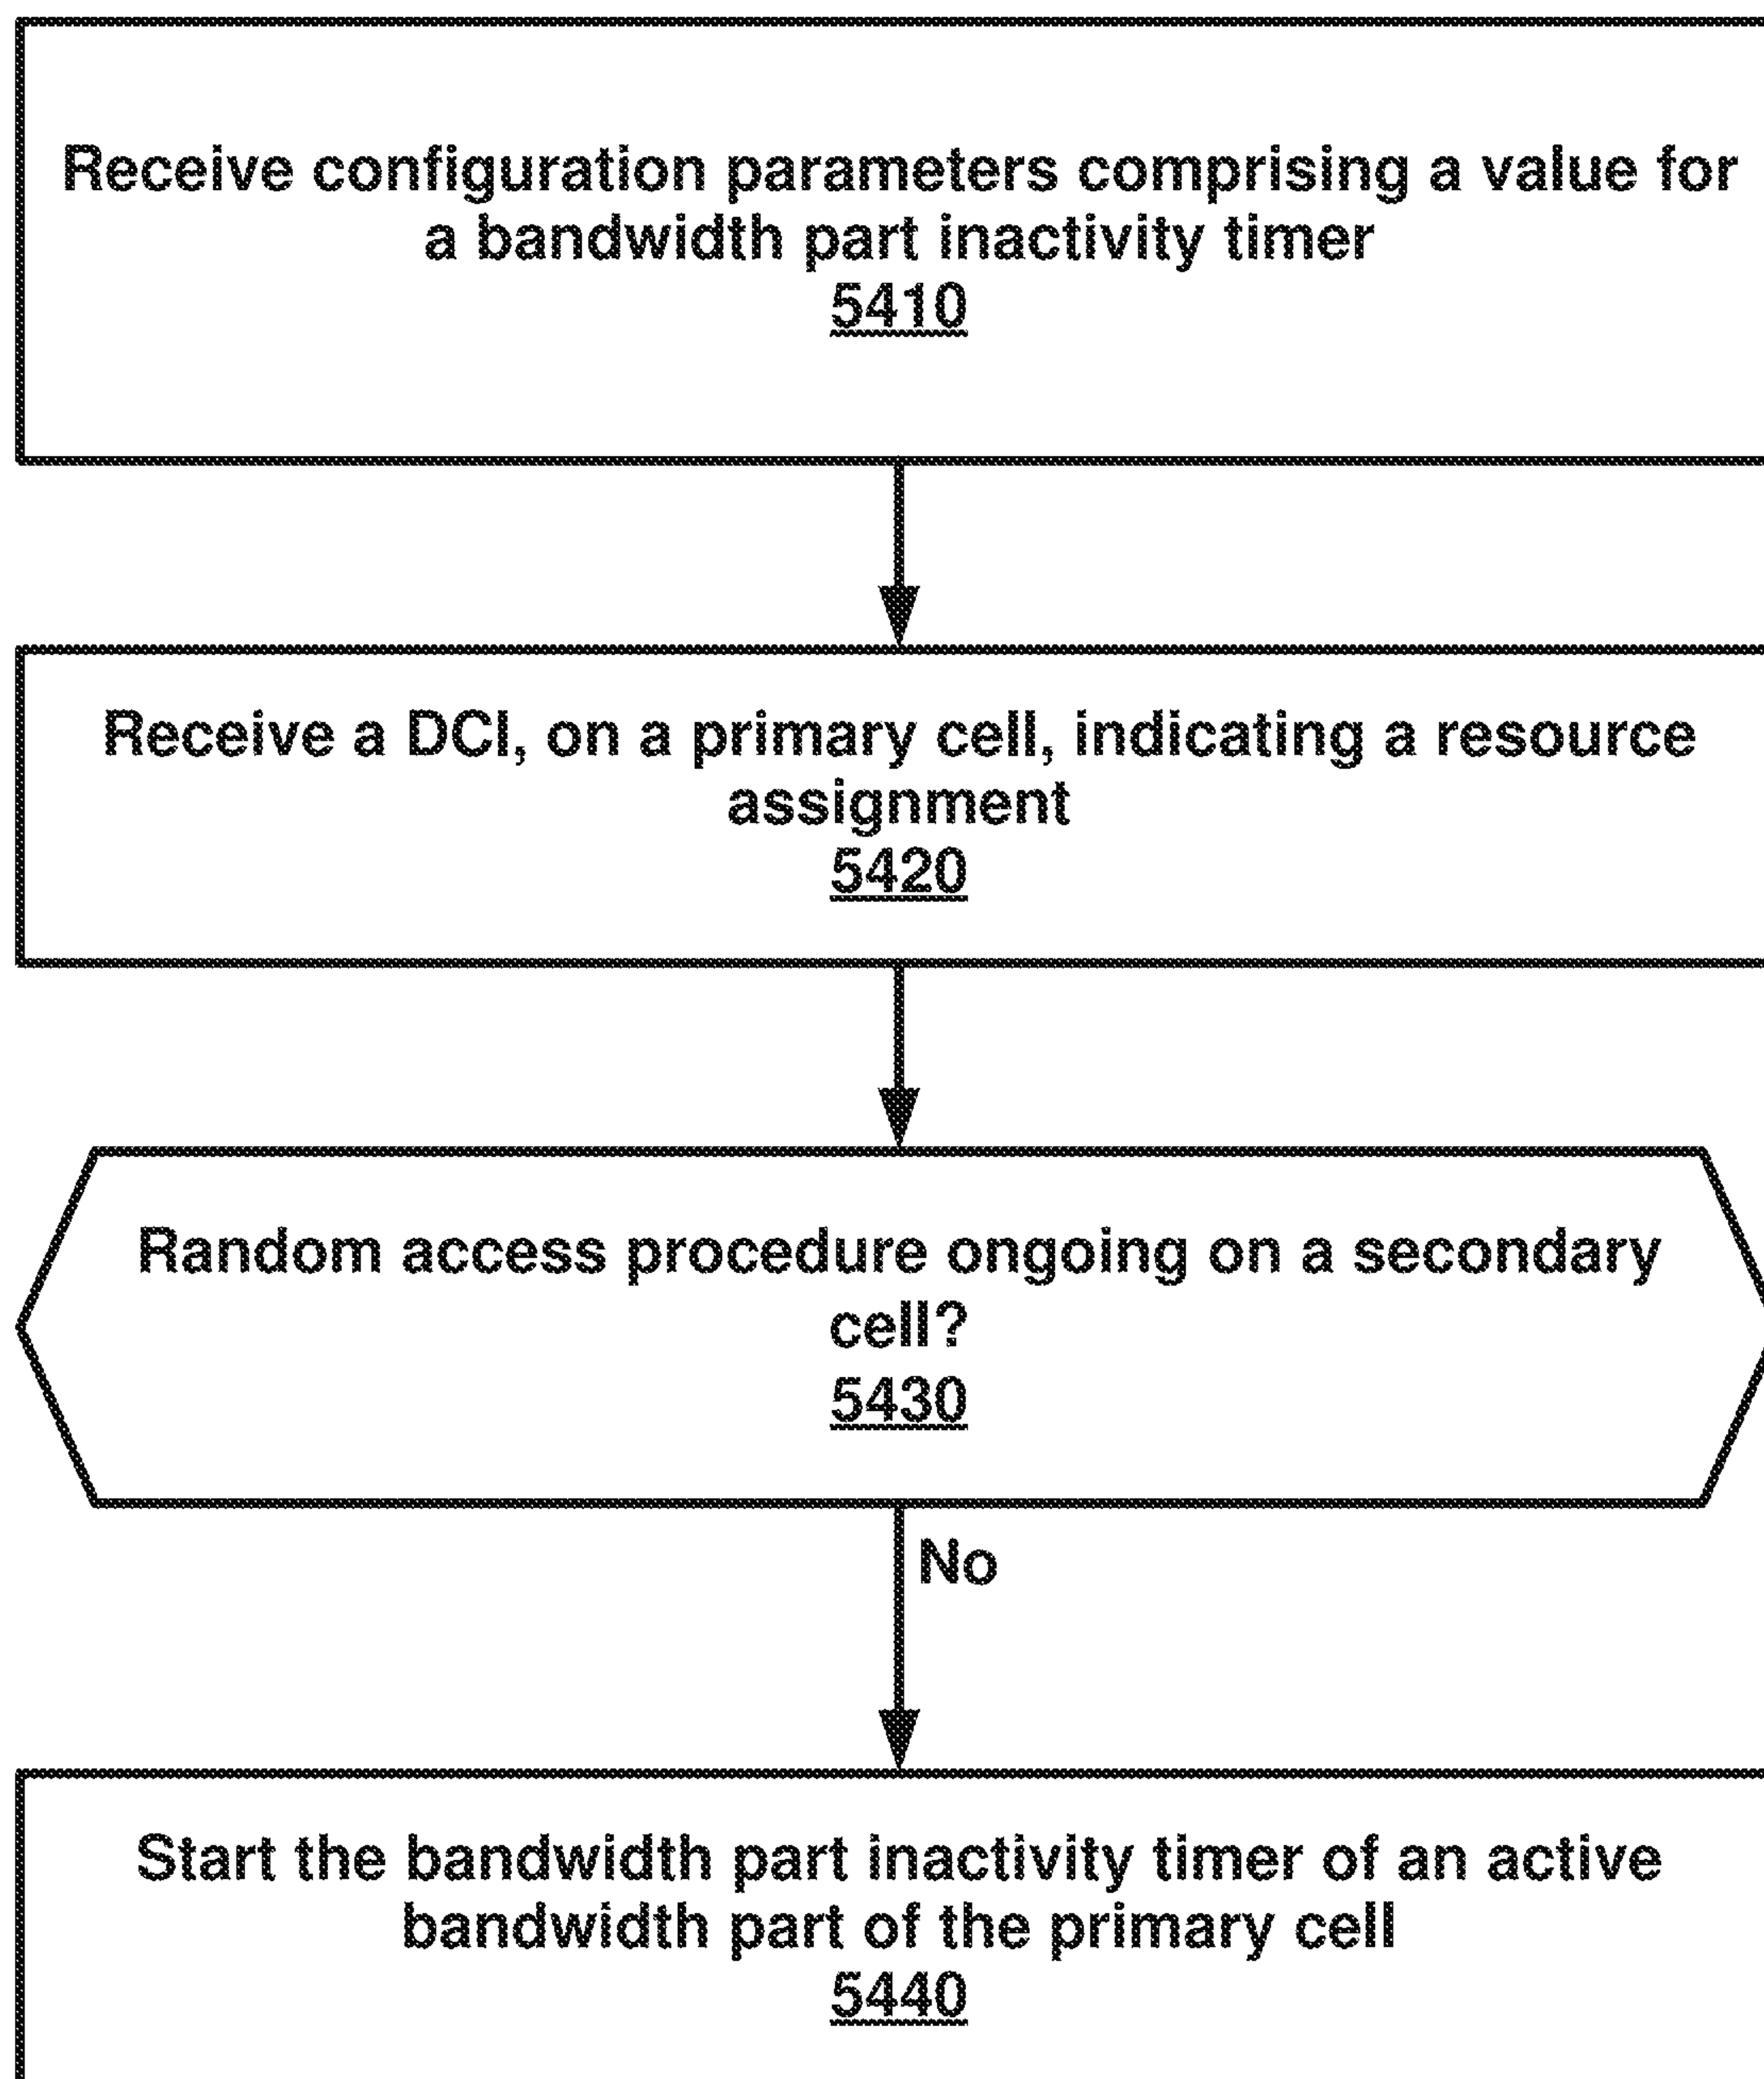 Receive configuration parameters comprising a value for
a bandwidth part inactivity timer
5410
Receive a DCI, on a primary cell, indicating a resource
assignment
5420
Random access procedure ongoing on a secondary
cell?
5430
No
Start the bandwidth part inactivity timer of an active
bandwidth part of the primary cell
5440